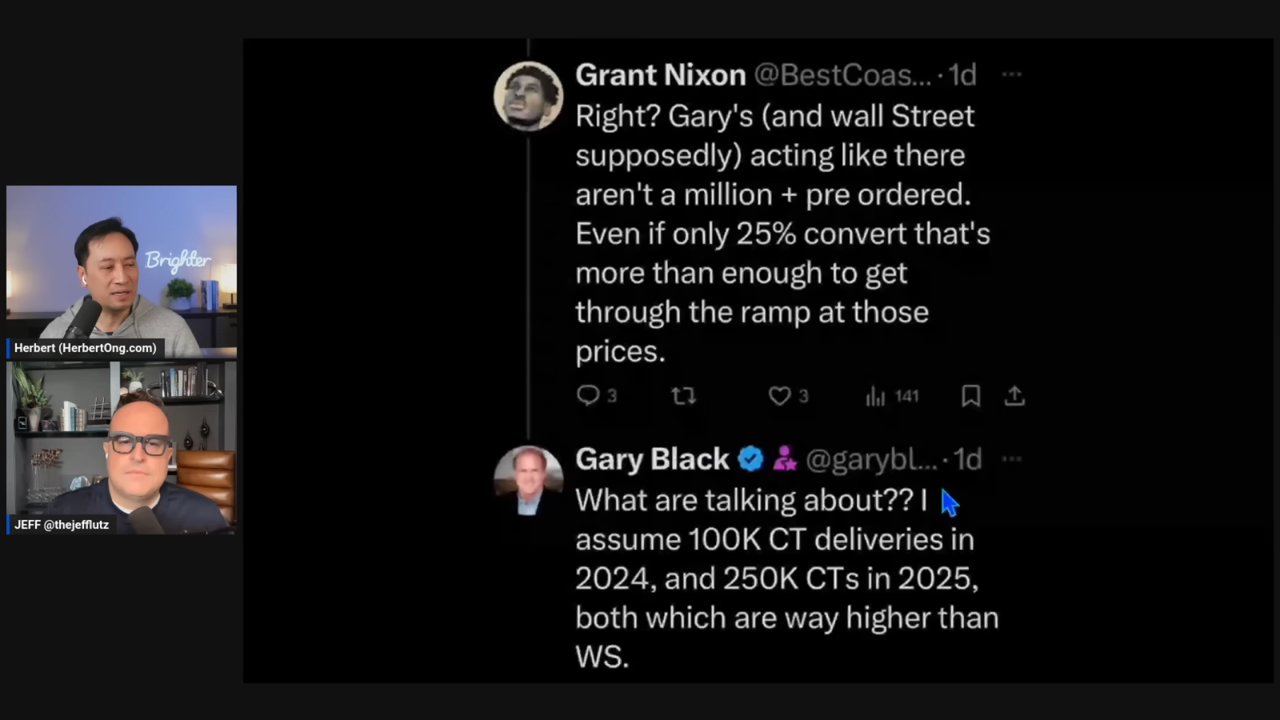 Grant Nixon @BestCoas... · 1d ...
Right? Gary's (and wall Street
supposedly) acting like there
aren't a million + pre ordered.
Even if only 25% convert that's
more than enough to get
through the ramp at those
prices.
3 3 141
Gary Black @garybl... · 1d ...
What are talking about?? I
assume 100K CT deliveries in
2024, and 250K CTs in 2025,
both which are way higher than
WS.
Brighter
Herbert (HerbertOng.com)
JEFF @thejefflutz